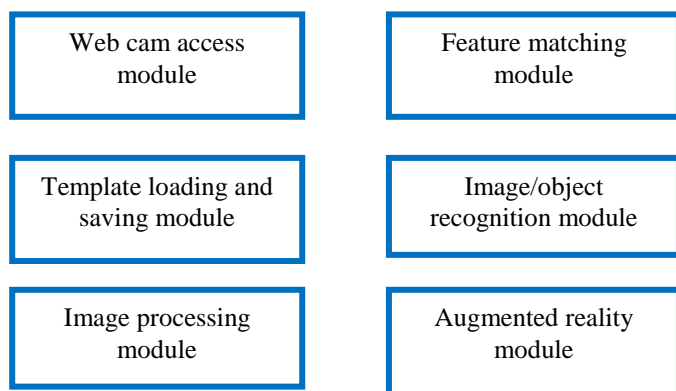 Web cam access
module
Feature matching
module
Template loading and
saving module
Image/object
recognition module
Image processing
module
Augmented reality
module